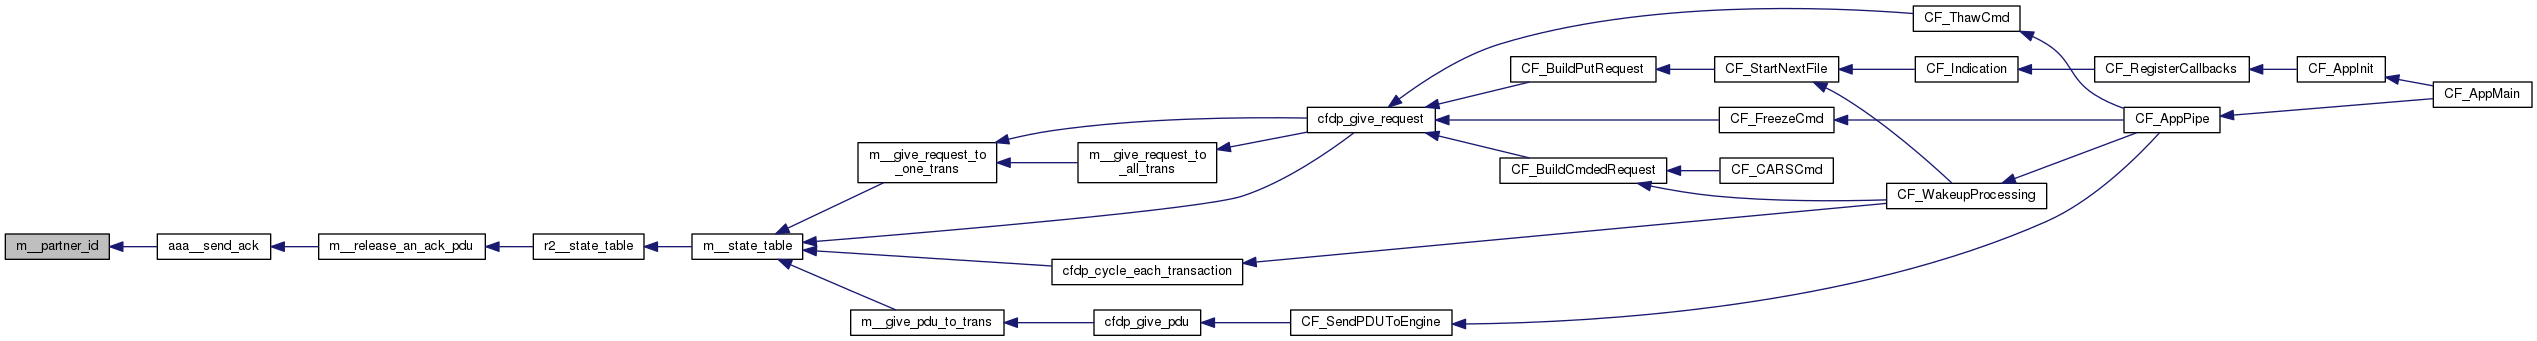 CF_ThawCmd
CF_BuildPutRequest
CF_StartNextFile
CF_Indication
CF_RegisterCallbacks
CF_AppInit
CF_AppMain
cfdp_give_request
CF_FreezeCmd
CF_AppPipe
m__give_request_to
_one_trans
m__give_request_to
_all_trans
CF_BuildCmdedRequest
CF_CARSCmd
CF_WakeupProcessing
m__partner_id
aaa__send_ack
m__release_an_ack_pdu
r2__state_table
m__state_table
cfdp_cycle_each_transaction
m__give_pdu_to_trans
cfdp_give_pdu
CF_SendPDUToEngine